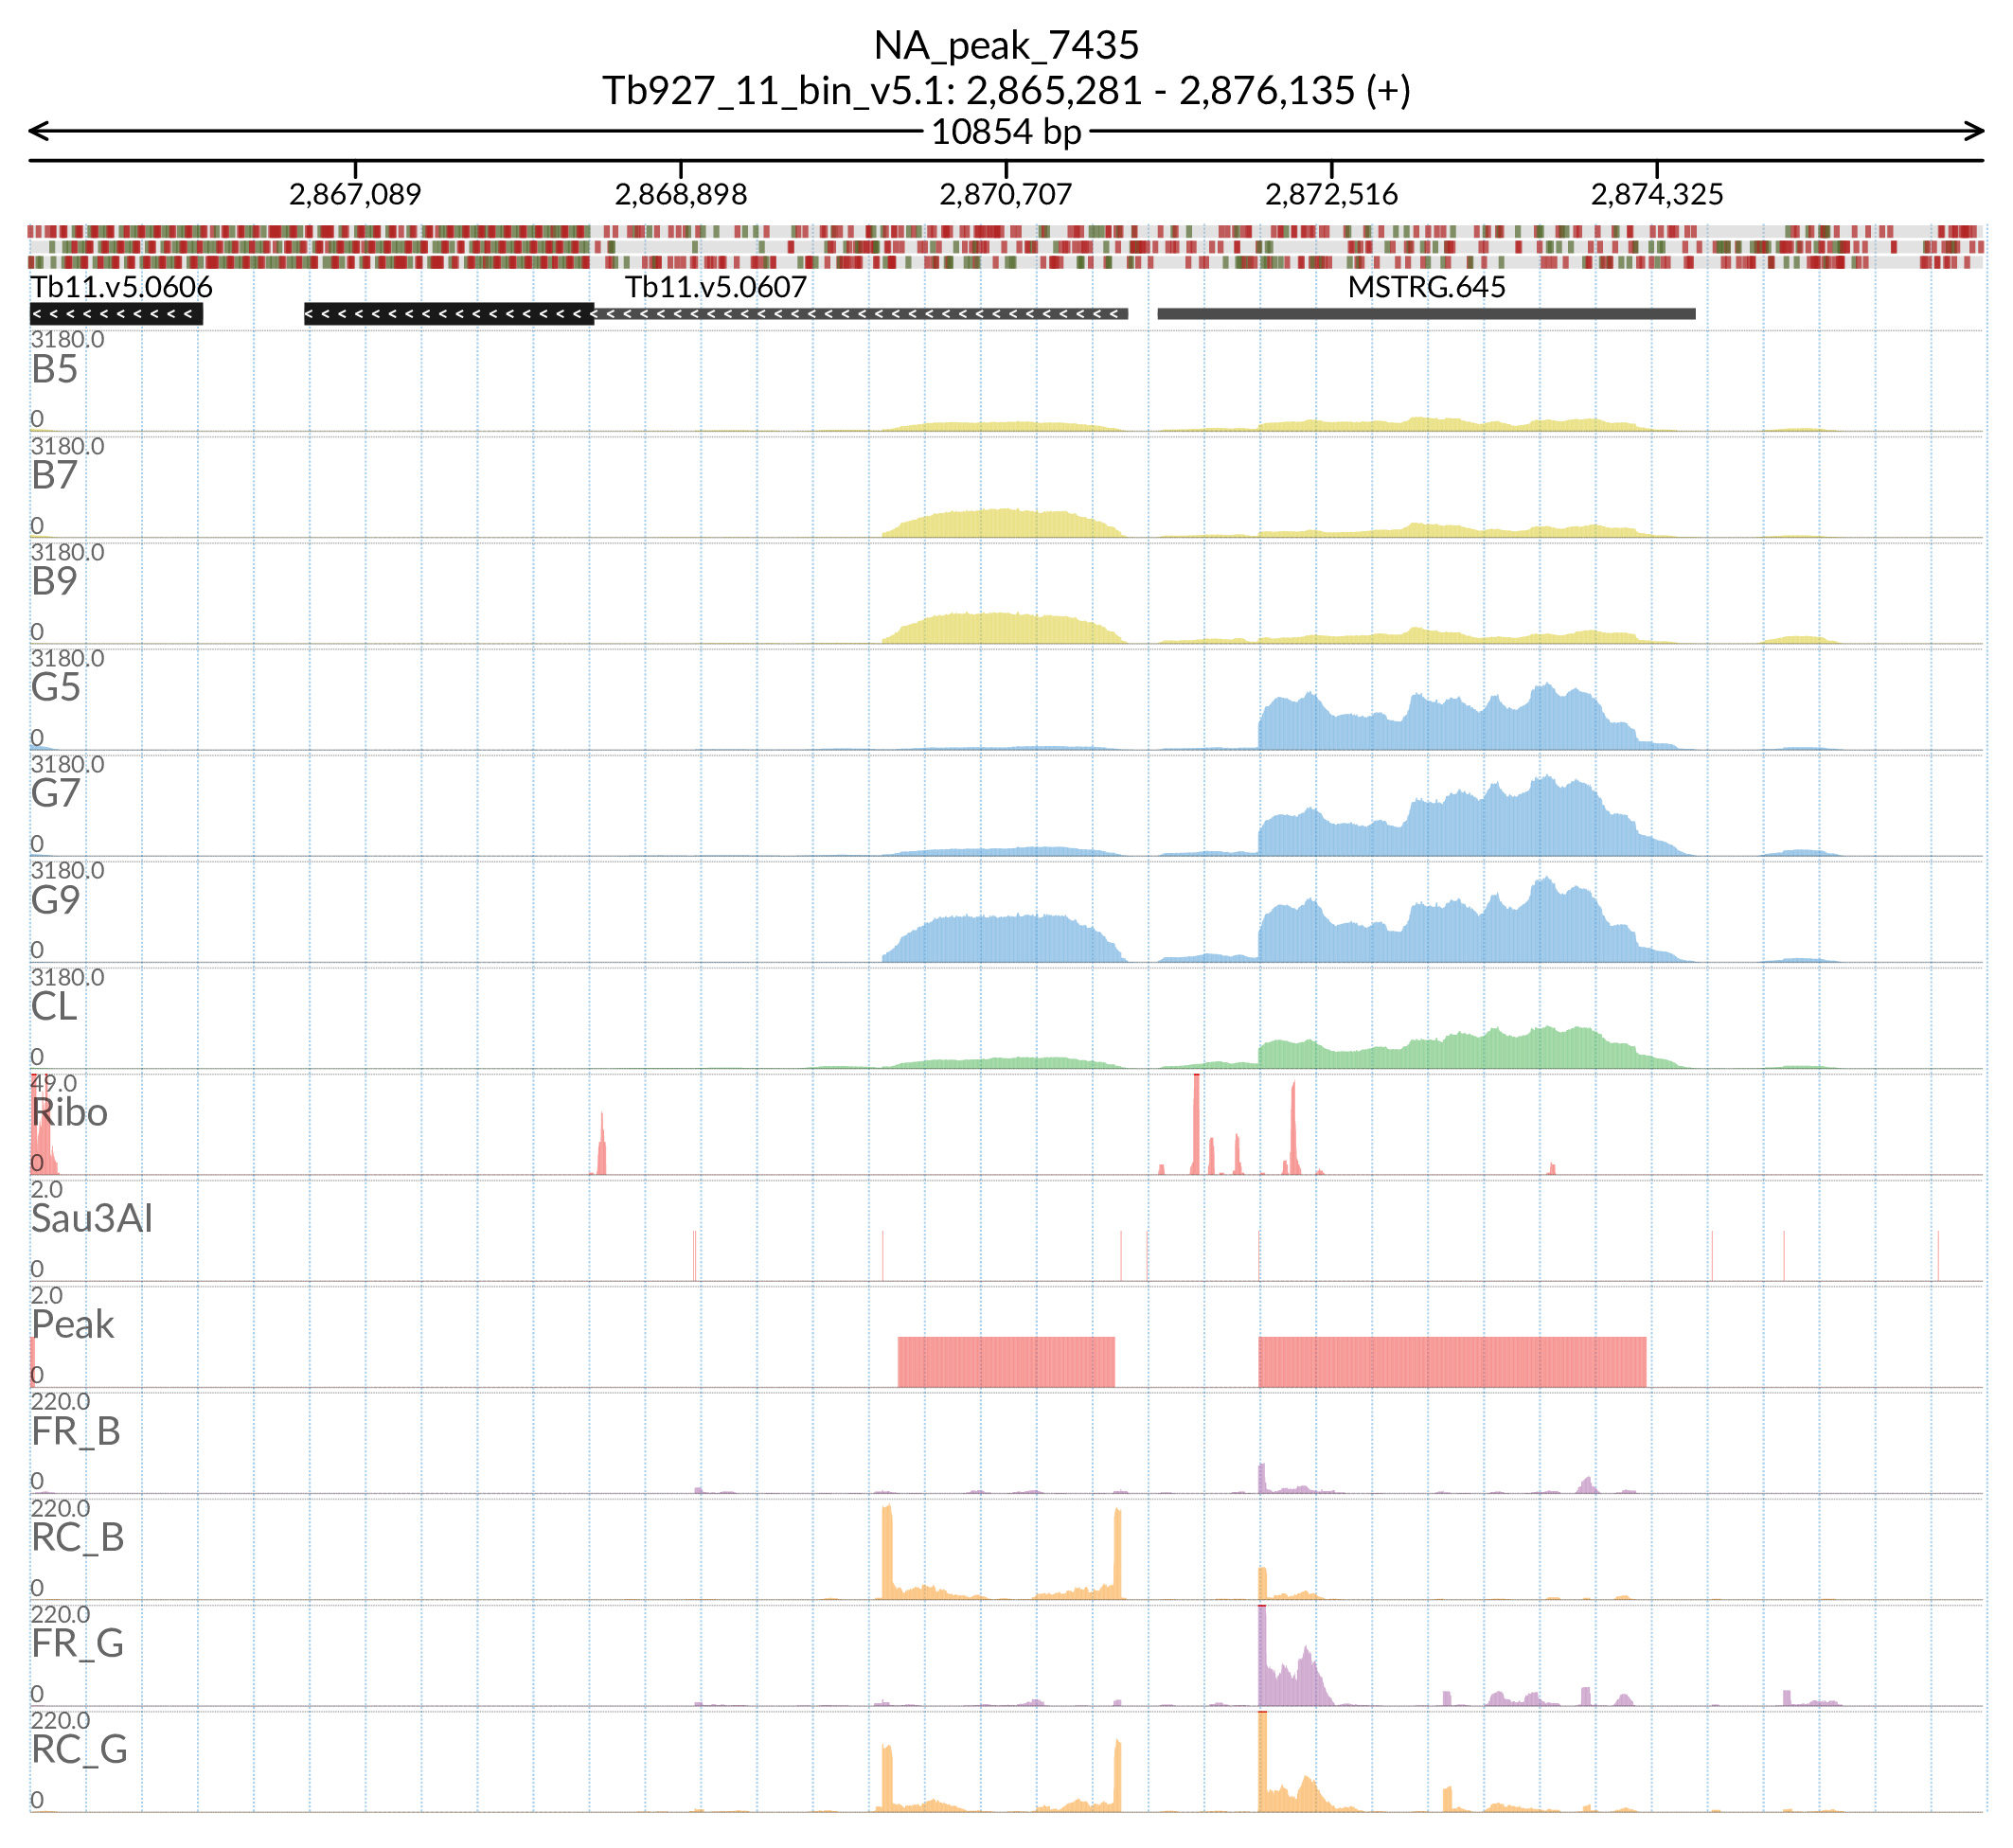 NA_peak_7435
Tb927_11_bin_v5.1: 2,865,281 - 2,876,135 (+)
10854 bp
2,867,089 2,868,898 2,870,707 2,872,516 2,874,325
Tb11.v5.0606 Tb11.v5.0607 MSTRG.645
3180.0
B5
0
3180.0
B7
0
3180.0
B9
0
3180.0
G5
0
3180.0
G7
0
3180.0
G9
0
3180.0
CL
0
49.0
Ribo
0
2.0
Sau3AI
0
2.0
Peak
0
220.0
FR_B
0
220.0
RC_B
0
220.0
FR_G
0
220.0
RC_G
0